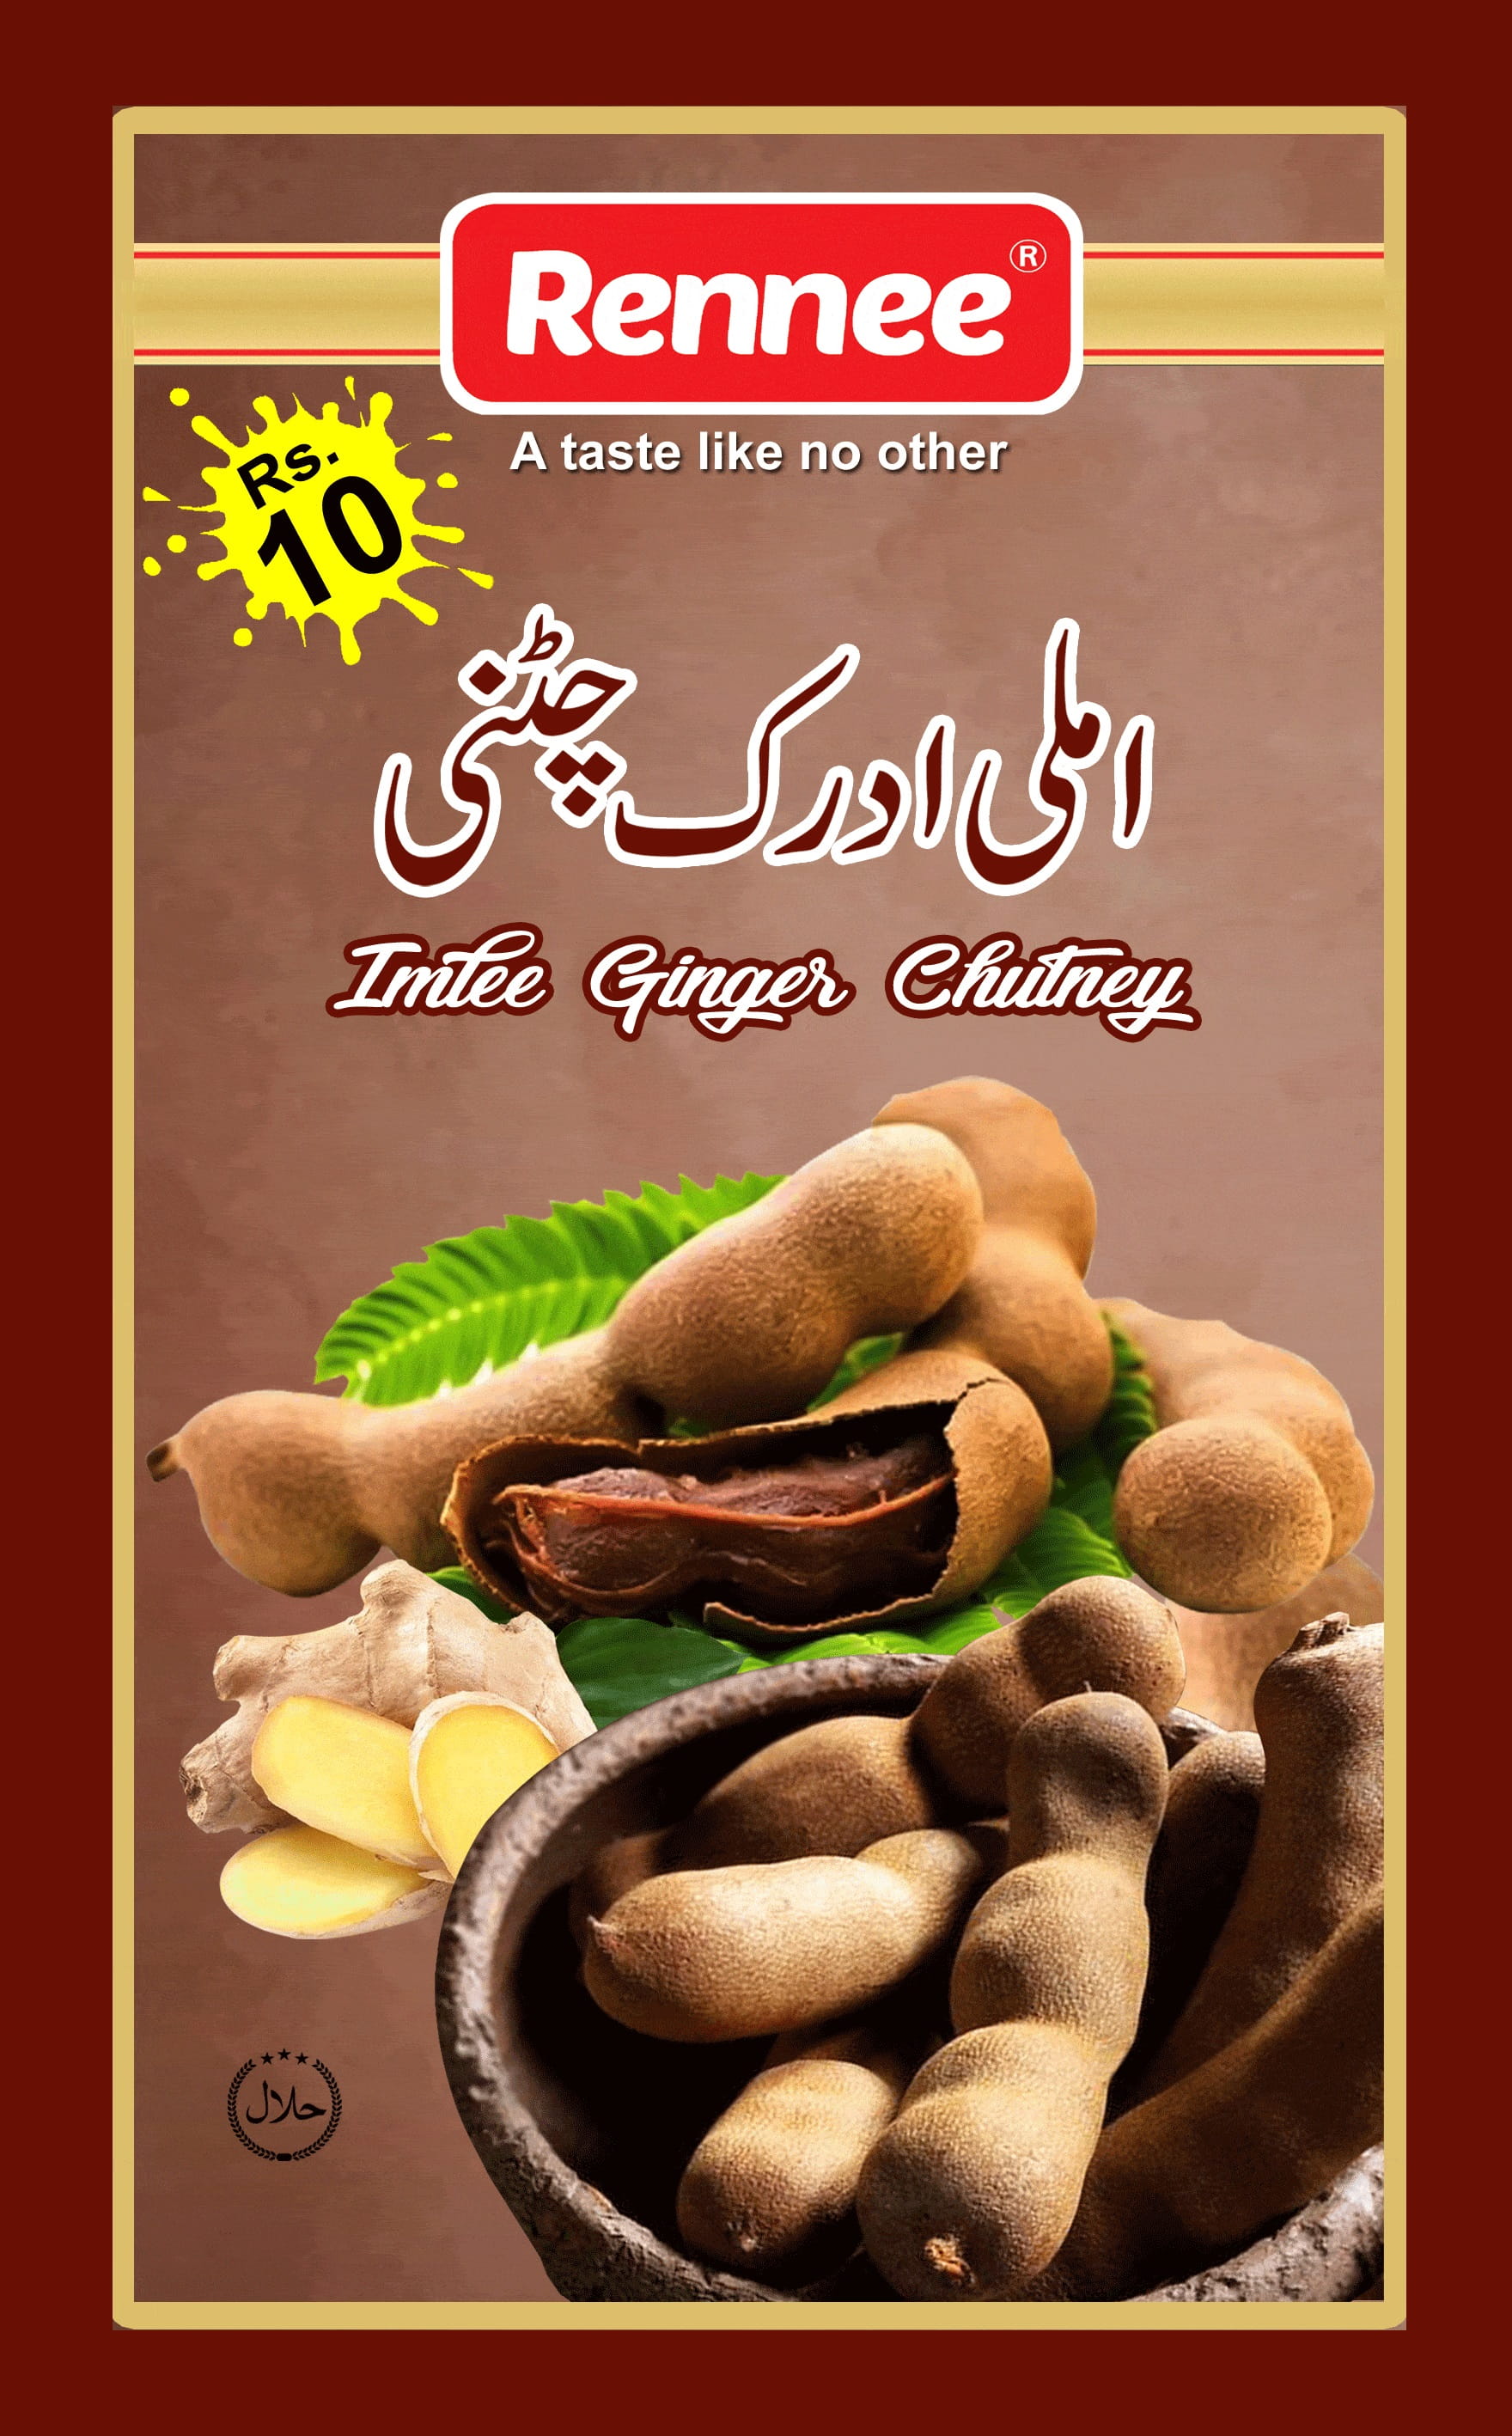 Rennee®
A taste like no other
Rs.
10
املی ادرک چٹنی
Imlee Ginger Chutney
حلال